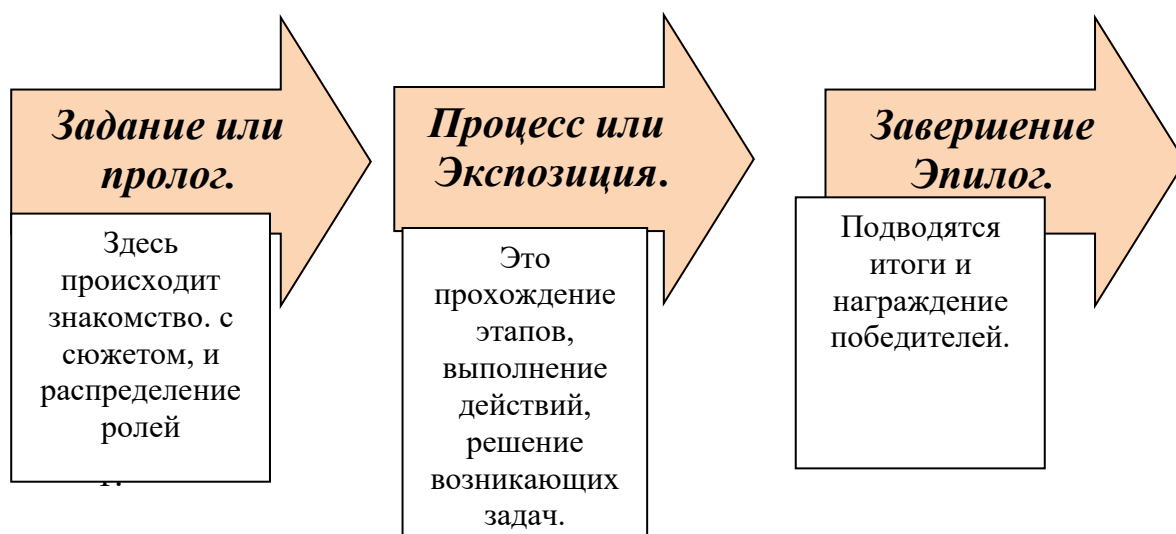 Задание или
пролог.
Здесь
происходит
знакомство. с
сюжетом, и
распределение
ролей
Процесс или
Экспозиция.
Это
прохождение
этапов,
выполнение
действий,
решение
возникающих
задач.
Завершение
Эпилог.
Подводятся
итоги и
награждение
победителей.